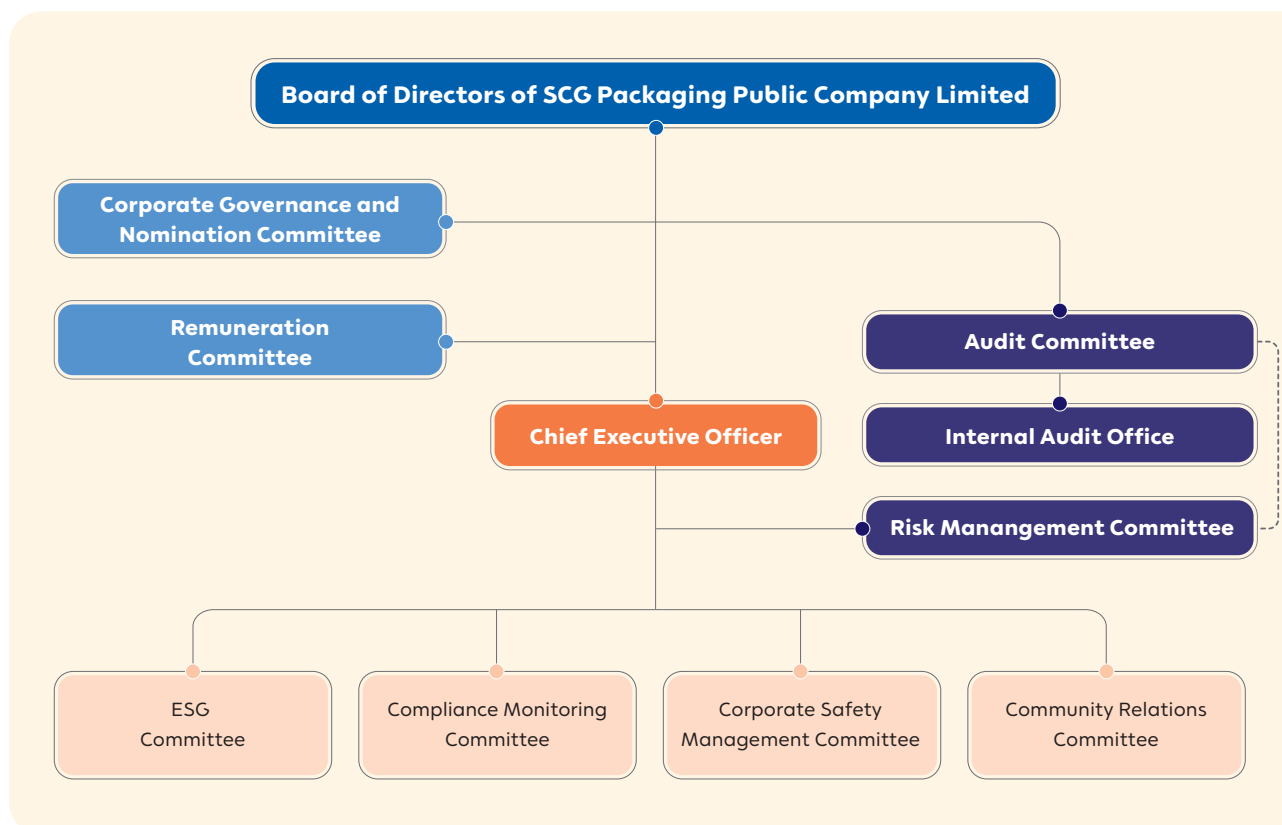 Board of Directors of SCG Packaging Public Company Limited
Corporate Governance and
Nomination Committee
Remuneration
Committee
Audit Committee
Chief Executive Officer
Internal Audit Office
Risk Manangement Committee
ESG
Committee
Compliance Monitoring
Committee
Corporate Safety
Management Committee
Community Relations
Committee